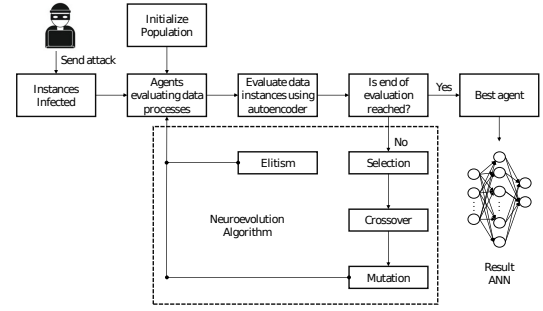 Initialize
Population
Send attack
Instances
Infected
Agents
evaluating data
processes
Evaluate data
instances using
autoencoder
Is end of
evaluation
reached?
Yes
Best agent
No
Elitism
Selection
Neuroevolution
Algorithm
Crossover
Mutation
Result
ANN